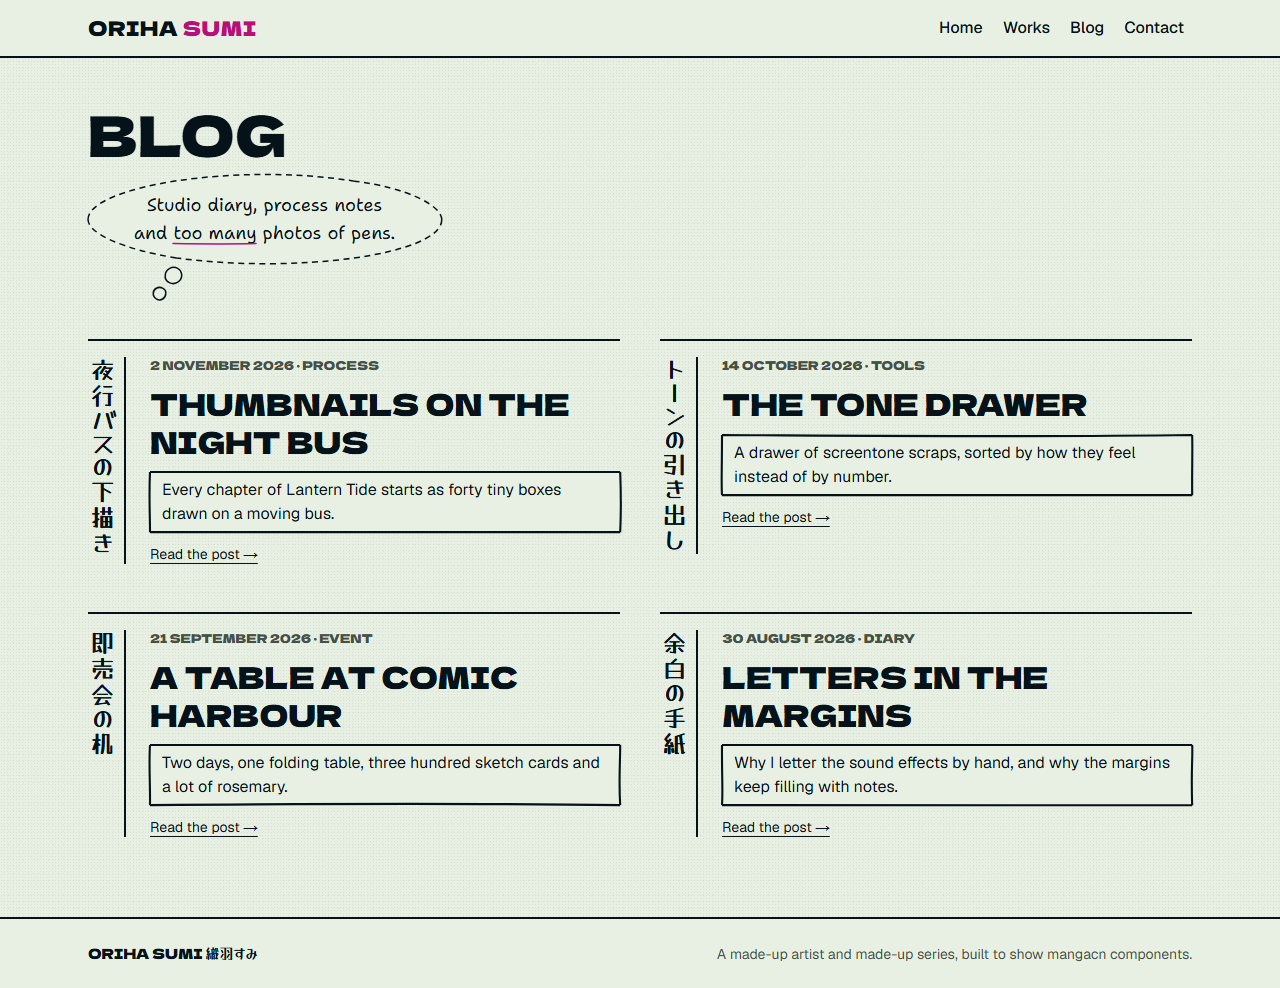 ORIHA SUMI
Home Works Blog Contact
BLOG
Studio diary, process notes
and too many photos of pens.
夜行バスの下描き
2 NOVEMBER 2026 · PROCESS
THUMBNAILS ON THE
NIGHT BUS
Every chapter of Lantern Tide starts as forty tiny boxes
drawn on a moving bus.
Read the post →
トーンの引き出し
14 OCTOBER 2026 · TOOLS
THE TONE DRAWER
A drawer of screentone scraps, sorted by how they feel
instead of by number.
Read the post →
即売会の机
21 SEPTEMBER 2026 · EVENT
A TABLE AT COMIC
HARBOUR
Two days, one folding table, three hundred sketch cards and
a lot of rosemary.
Read the post →
余白の手紙
30 AUGUST 2026 · DIARY
LETTERS IN THE
MARGINS
Why I letter the sound effects by hand, and why the margins
keep filling with notes.
Read the post →
ORIHA SUMI 織羽すみ
A made-up artist and made-up series, built to show mangacn components.